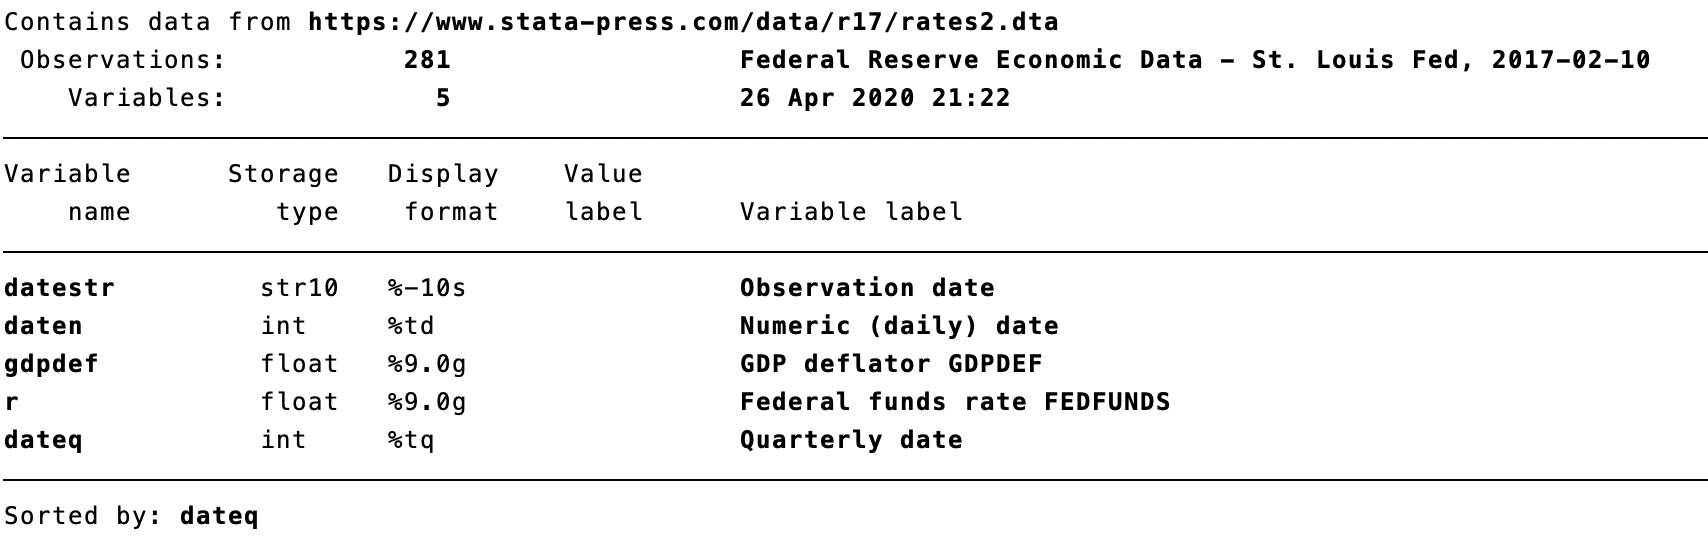 Contains data from https://www.stata-press.com/data/r17/rates2.dta
Observations: 281 Federal Reserve Economic Data - St. Louis Fed, 2017-02-10
Variables: 5 26 Apr 2020 21:22
Variable Storage Display Value
name type format label Variable label
datestr str10 %-10s Observation date
daten int %td Numeric (daily) date
gdpdef float %9.0g GDP deflator GDPDEF
r float %9.0g Federal funds rate FEDFUNDS
dateq int %tq Quarterly date
Sorted by: dateq